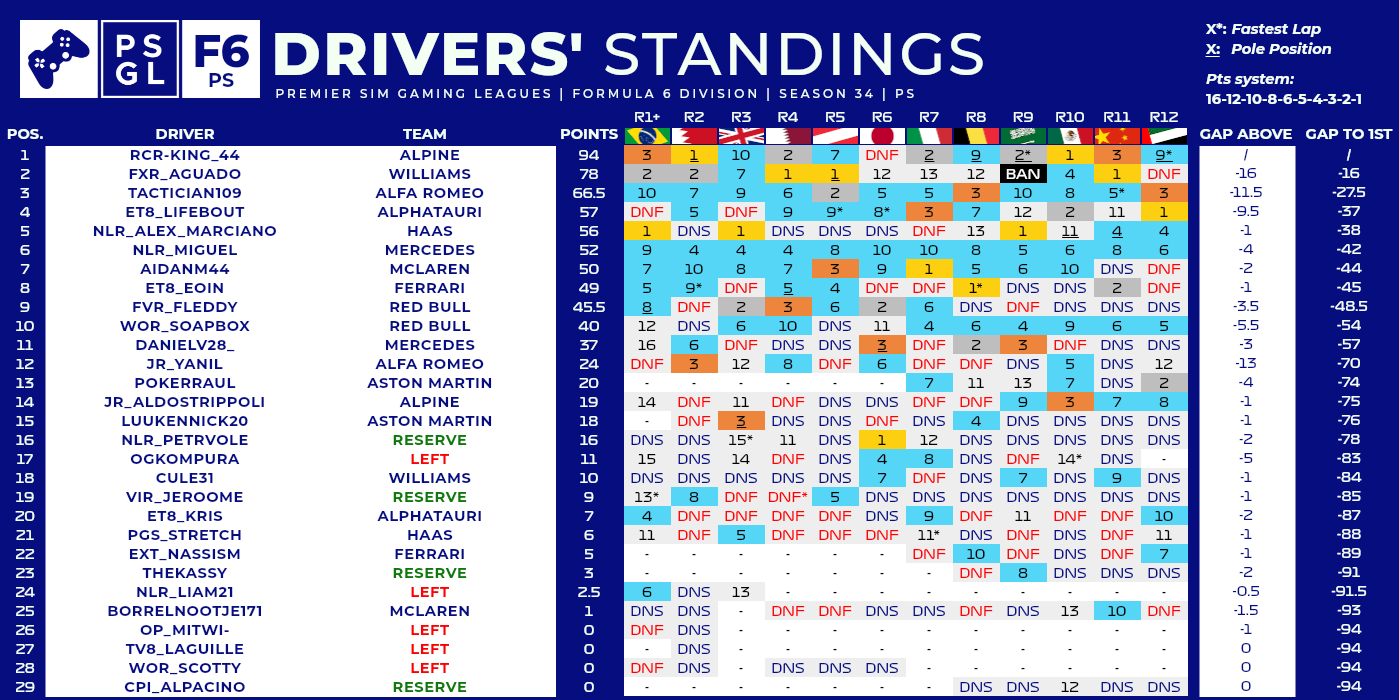 PS
GL
F6
PS
DRIVERS' STANDINGS
PREMIER SIM GAMING LEAGUES | FORMULA 6 DIVISION | SEASON 34 | PS
X*: Fastest Lap
X: Pole Position
Pts system:
16-12-10-8-6-5-4-3-2-1
R1+ R2 R3 R4 R5 R6 R7 R8 R9 R10 R11 R12
POS. DRIVER TEAM POINTS GAP ABOVE GAP TO 1ST
1 RCR-KING_44 ALPINE 94 3 1 10 2 7 DNF 2 9 2* 1 3 9* / /
2 FXR_AGUADO WILLIAMS 78 2 2 7 1 1 12 13 12 BAN 4 1 DNF -16 -16
3 TACTICIAN109 ALFA ROMEO 66.5 10 7 9 6 2 5 5 3 10 8 5* 3 -11.5 -27.5
4 ET8_LIFEBOUT ALPHATAURI 57 DNF 5 DNF 9 9* 8* 3 7 12 2 11 1 -9.5 -37
5 NLR_ALEX_MARCIANO HAAS 56 1 DNS 1 DNS DNS DNS DNF 13 1 11 4 4 -1 -38
6 NLR_MIGUEL MERCEDES 52 9 4 4 4 8 10 10 8 5 6 8 6 -4 -42
7 AIDANM44 MCLAREN 50 7 10 8 7 3 9 1 5 6 10 DNS DNF -2 -44
8 ET8_EOIN FERRARI 49 5 9* DNF 5 4 DNF DNF 1* DNS DNS 2 DNF -1 -45
9 FVR_FLEDDY RED BULL 45.5 8 DNF 2 3 6 2 6 DNS DNF DNS DNS DNS -3.5 -48.5
10 WOR_SOAPBOX RED BULL 40 12 DNS 6 10 DNS 11 4 6 4 9 6 5 -5.5 -54
11 DANIELV28_ MERCEDES 37 16 6 DNF DNS DNS 3 DNF 2 3 DNF DNS DNS -3 -57
12 JR_YANIL ALFA ROMEO 24 DNF 3 12 8 DNF 6 DNF DNF DNS 5 DNS 12 -13 -70
13 POKERRAUL ASTON MARTIN 20 - - - - - - 7 11 13 7 DNS 2 -4 -74
14 JR_ALDOSTRIPPOLI ALPINE 19 14 DNF 11 DNF DNS DNS DNF DNF 9 3 7 8 -1 -75
15 LUUKENNICK20 ASTON MARTIN 18 - DNF 3 DNS DNS DNF DNS 4 DNS DNS DNS DNS -1 -76
16 NLR_PETRVOLE RESERVE 16 DNS DNS 15* 11 DNS 1 12 DNS DNS DNS DNS DNS -2 -78
17 OGKOMPURA LEFT 11 15 DNS 14 DNF DNS 4 8 DNS DNF 14* DNS - -5 -83
18 CULE31 WILLIAMS 10 DNS DNS DNS DNS DNS 7 DNF DNS 7 DNS 9 DNS -1 -84
19 VIR_JEROOME RESERVE 9 13* 8 DNF DNF* 5 DNS DNS DNS DNS DNS DNS DNS -1 -85
20 ET8_KRIS ALPHATAURI 7 4 DNF DNF DNF DNF DNS 9 DNF 11 DNF DNF 10 -2 -87
21 PGS_STRETCH HAAS 6 11 DNF 5 DNF DNF DNF 11* DNS DNF DNS DNF 11 -1 -88
22 EXT_NASSISM FERRARI 5 - - - - - - DNF 10 DNF DNS DNF 7 -1 -89
23 THEKASSY RESERVE 3 - - - - - - - DNF 8 DNS DNS DNS -2 -91
24 NLR_LIAM21 LEFT 2.5 6 DNS 13 - - - - - - - - - -0.5 -91.5
25 BORRELNOOTJE171 MCLAREN 1 DNS DNS - DNF DNF DNS DNS DNF DNS 13 10 DNF -1.5 -93
26 OP_MITWI- LEFT 0 DNF DNS - - - - - - - - - - -1 -94
27 TV8_LAGUILLE LEFT 0 - DNS - - - - - - - - - - 0 -94
28 WOR_SCOTTY LEFT 0 DNF DNS - DNS DNS DNS - - - - - - 0 -94
29 CPI_ALPACINO RESERVE 0 - - - - - - - DNS DNS 12 DNS DNS 0 -94